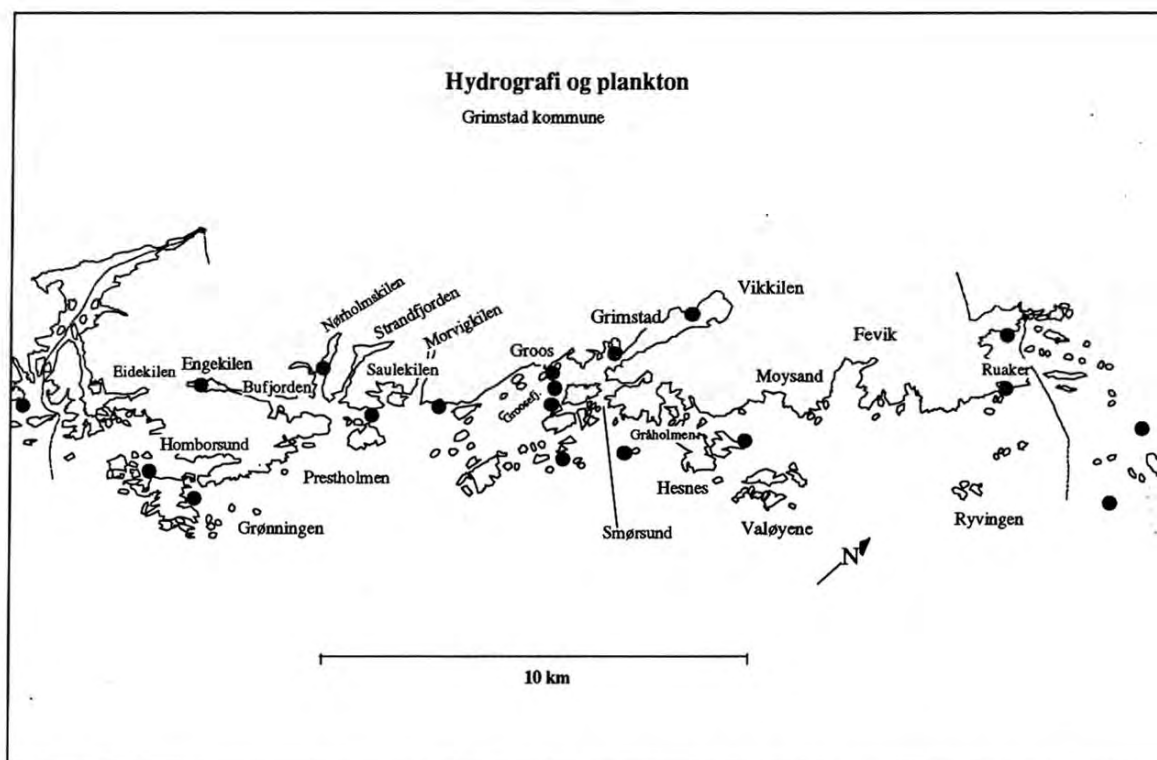 Hydrografi og plankton
Grimstad kommune
Nørholmskilen
Strandfjorden
Morvigkilen
Vikkilen
Grimstad
Fevik
Groos
Eidekilen
Engekilen
Bufjorden
Saulekilen
Groosefj.
Moysand
Ruaker
Homborsund
Gråholmen
Prestholmen
Hesnes
Grønningen
Smørsund
Valøyene
Ryvingen
N
10 km